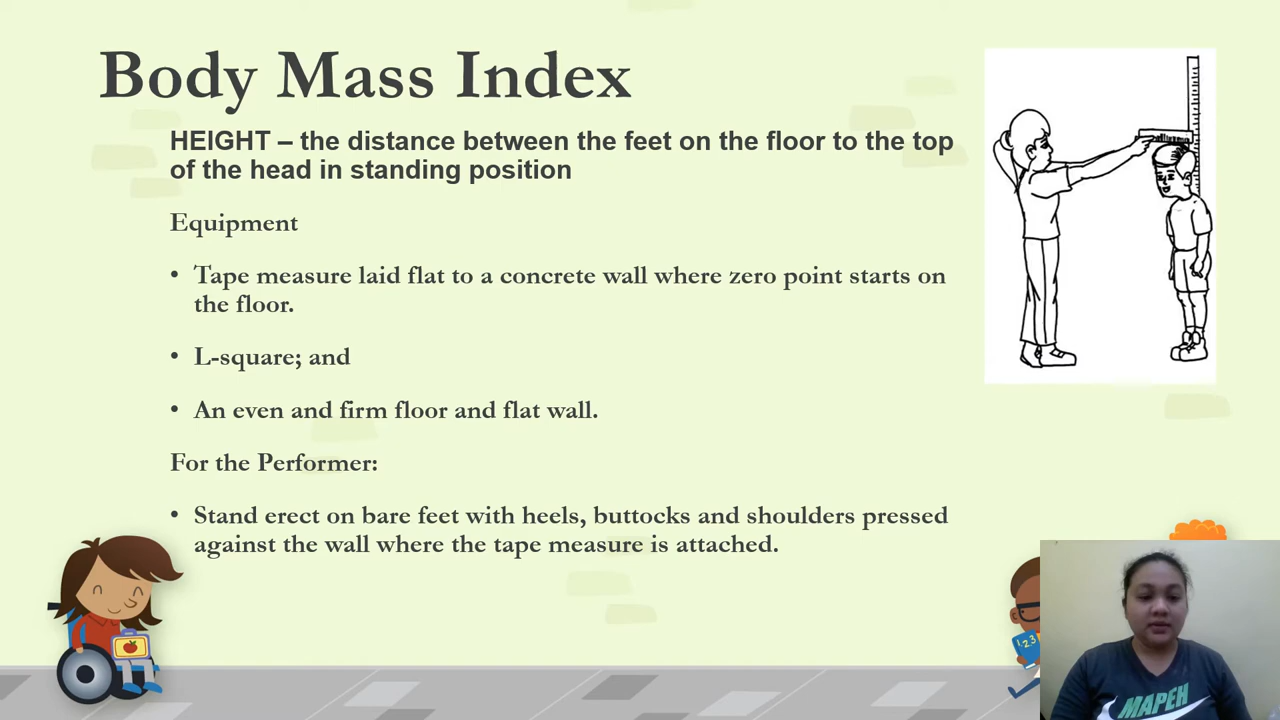 Body Mass Index
HEIGHT – the distance between the feet on the floor to the top
of the head in standing position
Equipment
• Tape measure laid flat to a concrete wall where zero point starts on
the floor.
• L-square; and
• An even and firm floor and flat wall.
For the Performer:
• Stand erect on bare feet with heels, buttocks and shoulders pressed
against the wall where the tape measure is attached.
1 2 3
MAPEH